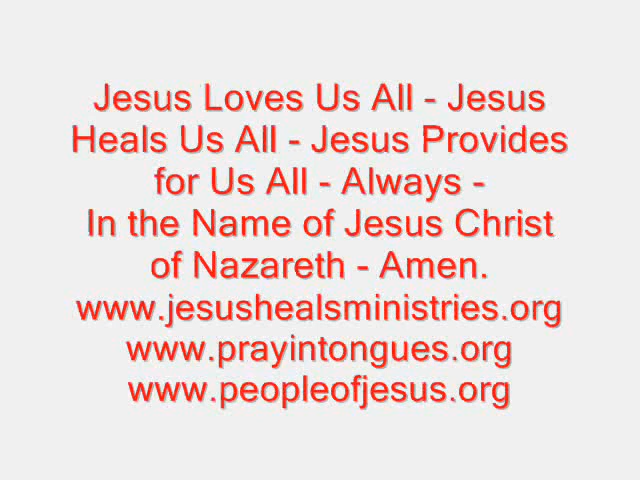 Jesus Loves Us All - Jesus
Heals Us All - Jesus Provides
for Us All - Always -
In the Name of Jesus Christ
of Nazareth - Amen.
www.jesushealsministries.org
www.prayintongues.org
www.peopleofjesus.org